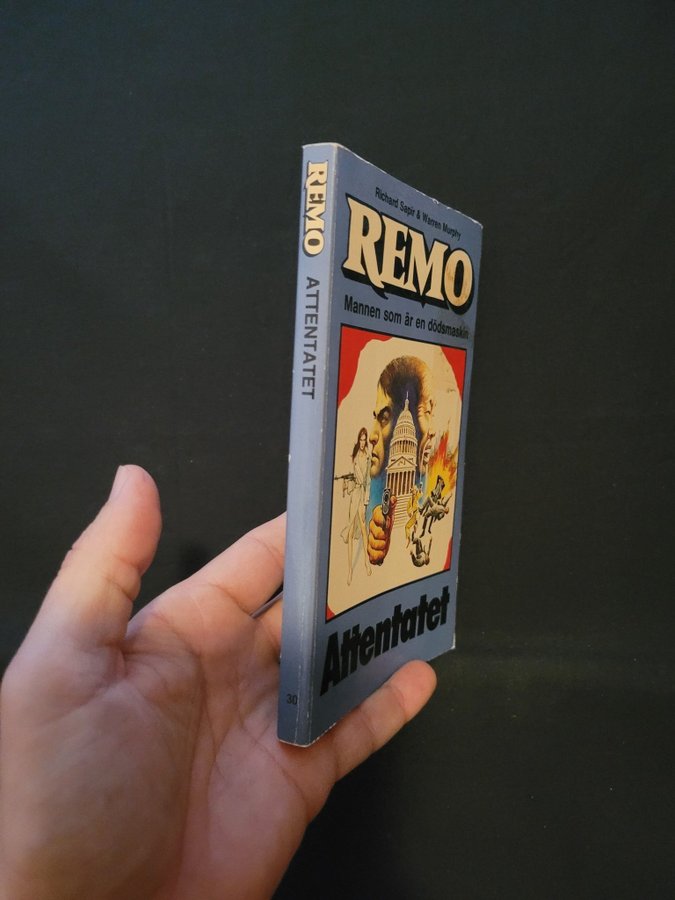 REMO
ATTENTATET
30
Richard Sapir & Warren Murphy
REMO
Mannen som är en dödsmaskin
Attentatet